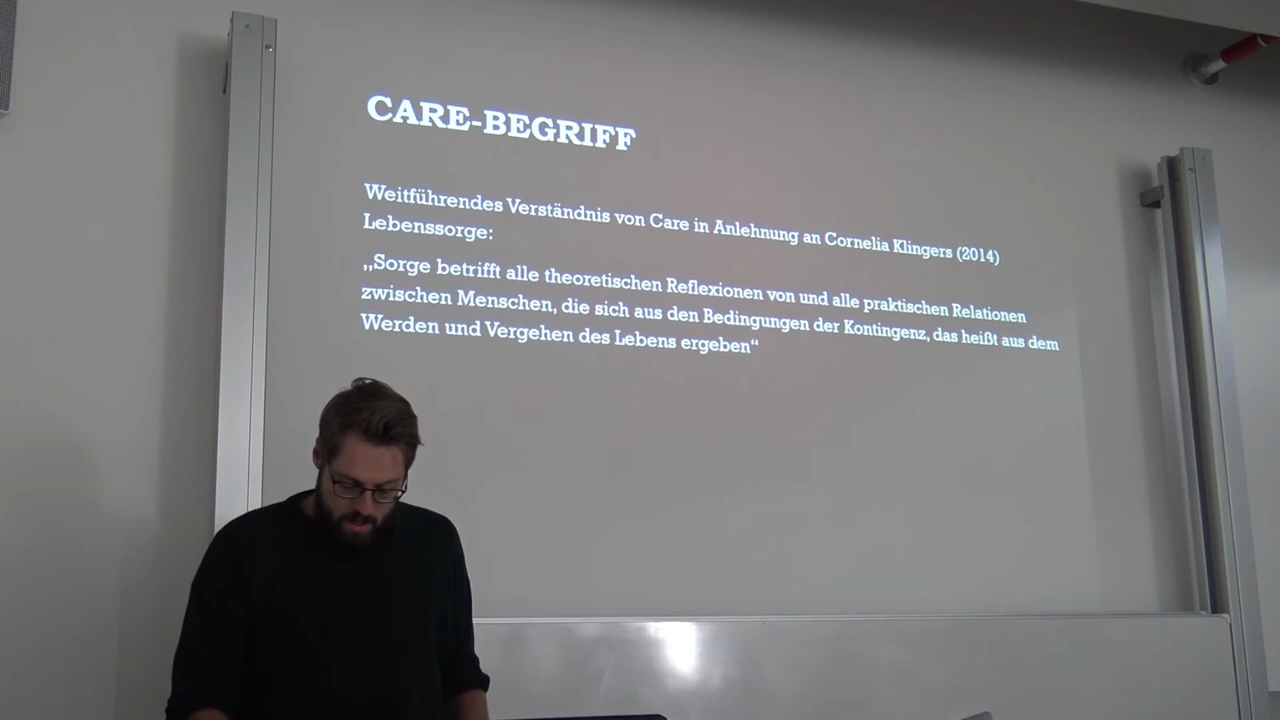 CARE-BEGRIFF
Weitführendes Verständnis von Care in Anlehnung an Cornelia Klingers (2014)
Lebenssorge:
„Sorge betrifft alle theoretischen Reflexionen von und alle praktischen Relationen
zwischen Menschen, die sich aus den Bedingungen der Kontingenz, das heißt aus dem
Werden und Vergehen des Lebens ergeben“